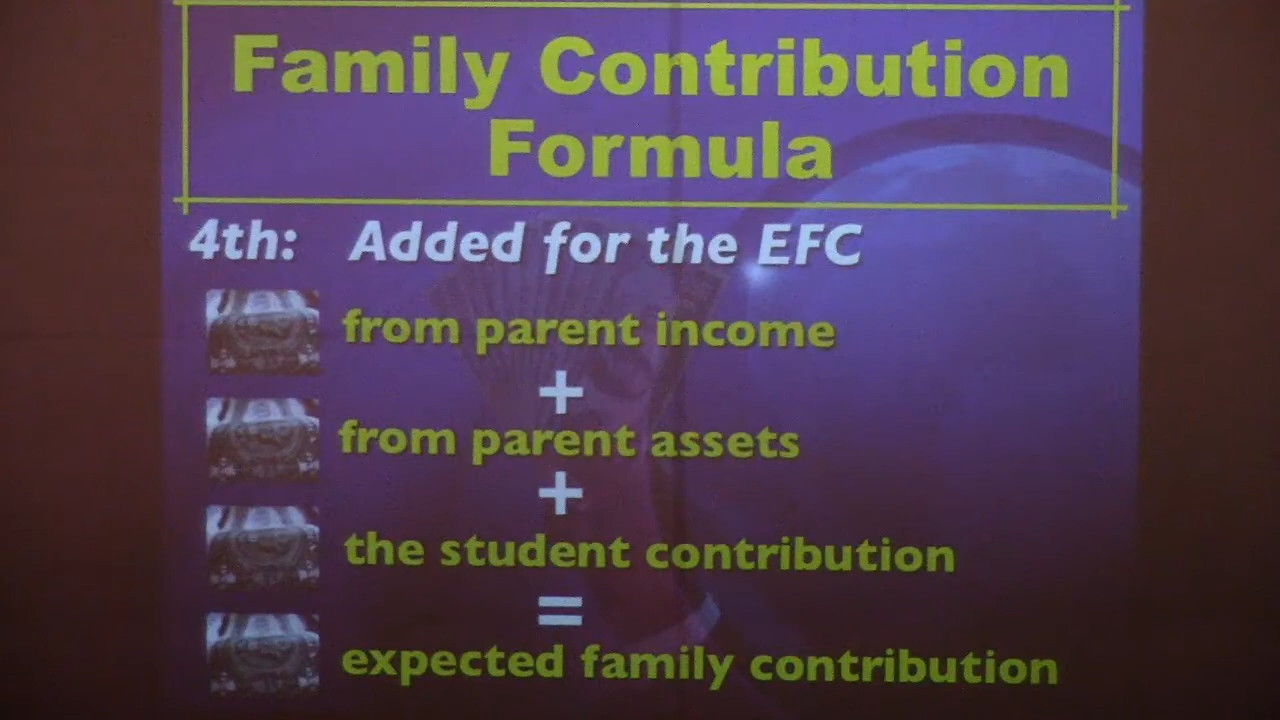 Family Contribution
Formula
4th: Added for the EFC
from parent income
+
from parent assets
+
the student contribution
=
expected family contribution